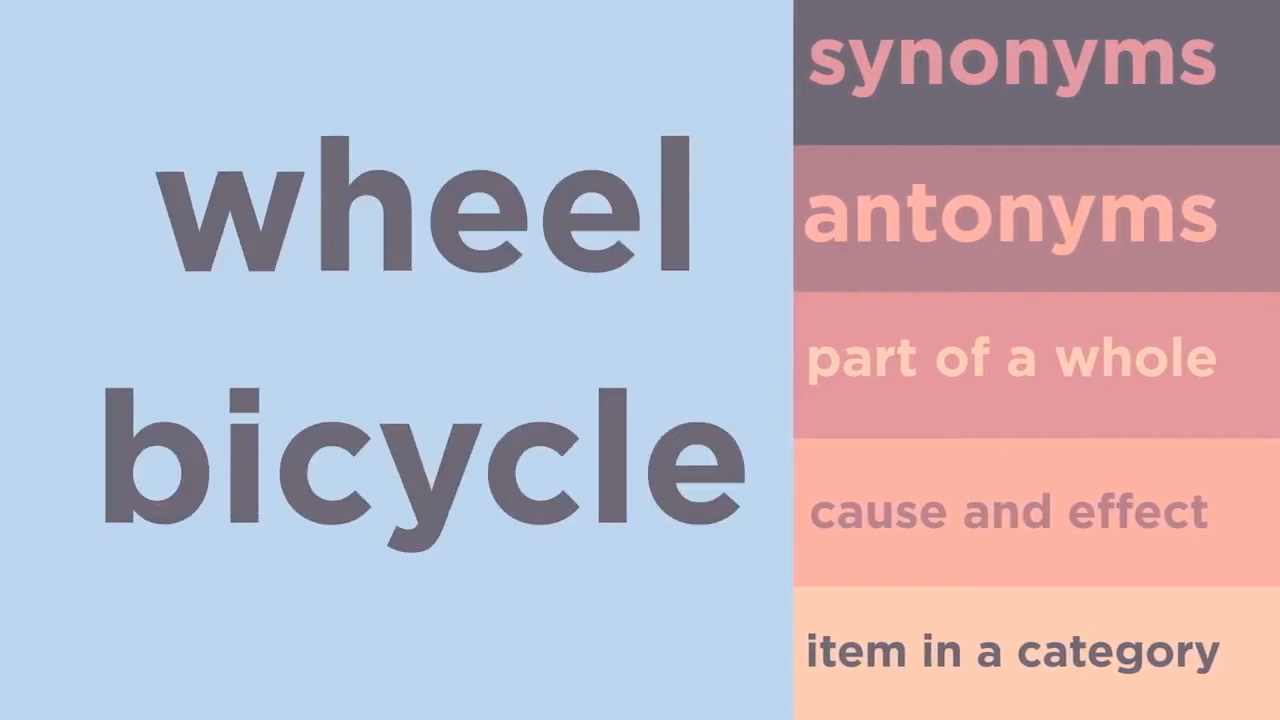 wheel
bicycle
synonyms
antonyms
part of a whole
cause and effect
item in a category